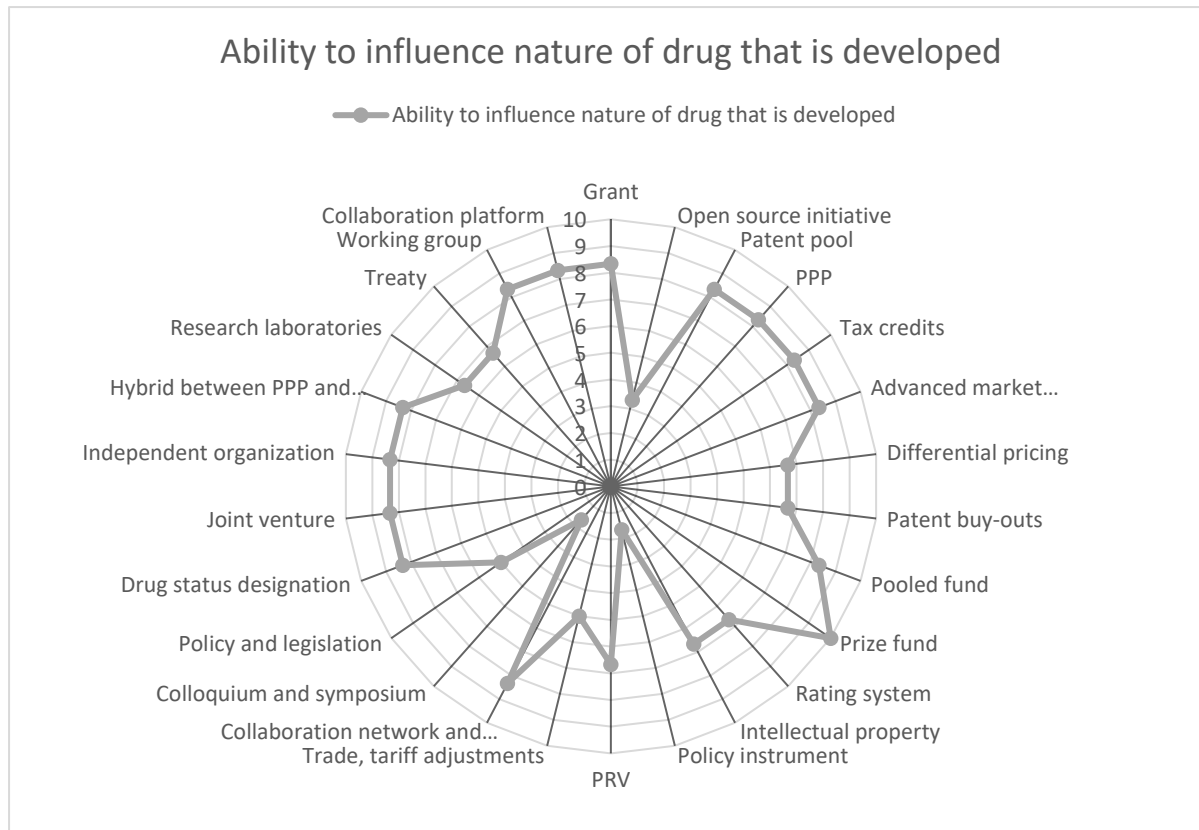 Ability to influence nature of drug that is developed
Ability to influence nature of drug that is developed
Grant
Open source initiative
Patent pool
PPP
Tax credits
Advanced market...
Differential pricing
Patent buy-outs
Pooled fund
Prize fund
Rating system
Intellectual property
Policy instrument
PRV
Trade, tariff adjustments
Collaboration network and...
Colloquium and symposium
Policy and legislation
Drug status designation
Joint venture
Independent organization
Hybrid between PPP and...
Research laboratories
Treaty
Working group
Collaboration platform
10
9
8
7
6
5
4
3
2
1
0